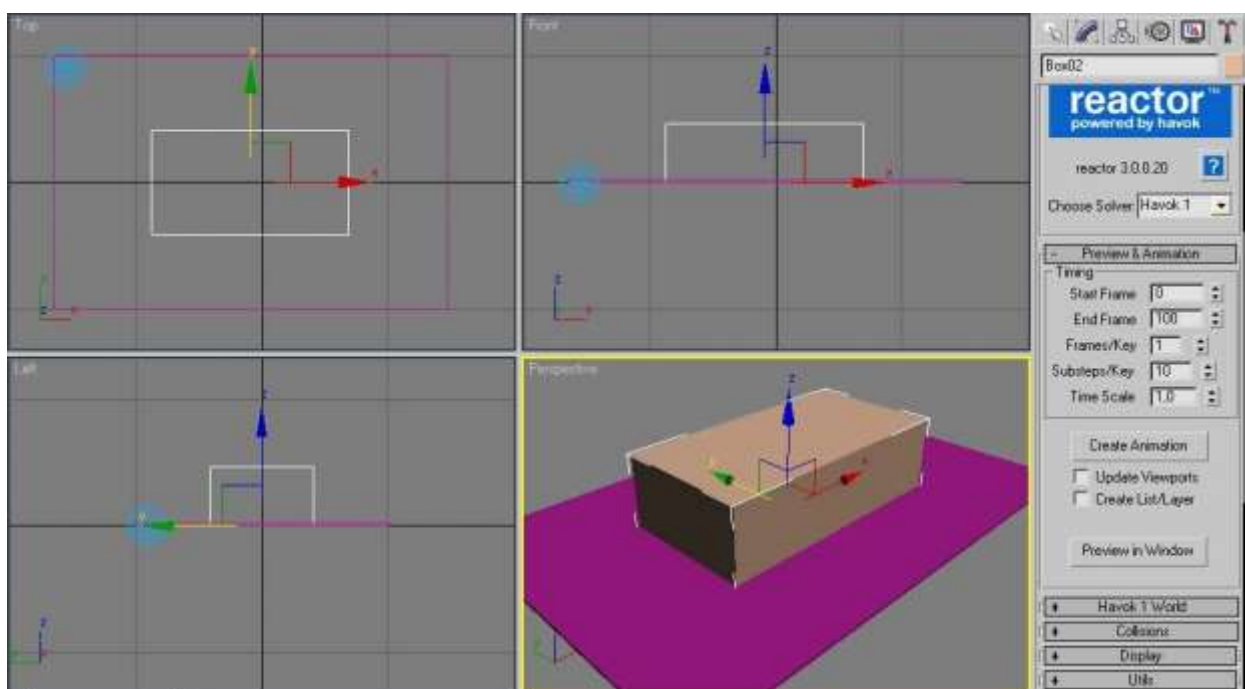 Top
Front
Left
Perspective
Box02
reactor™
powered by havok
reactor 3.0.0.20
?
Choose Solver: Havok 1
- Preview & Animation
Timing
Start Frame 0
End Frame 100
Frames/Key 1
Substeps/Key 10
Time Scale 1.0
Create Animation
Update Viewports
Create List/Layer
Preview in Window
+ Havok 1 World
+ Collisions
+ Display
+ Utils